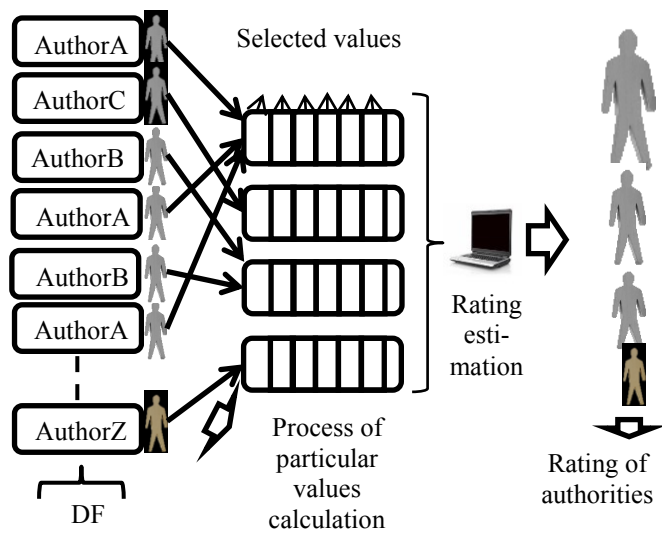 AuthorA
AuthorC
AuthorB
AuthorA
AuthorB
AuthorA
AuthorZ
DF
Selected values
Process of
particular
values
calculation
Rating
esti-
mation
Rating of
authorities